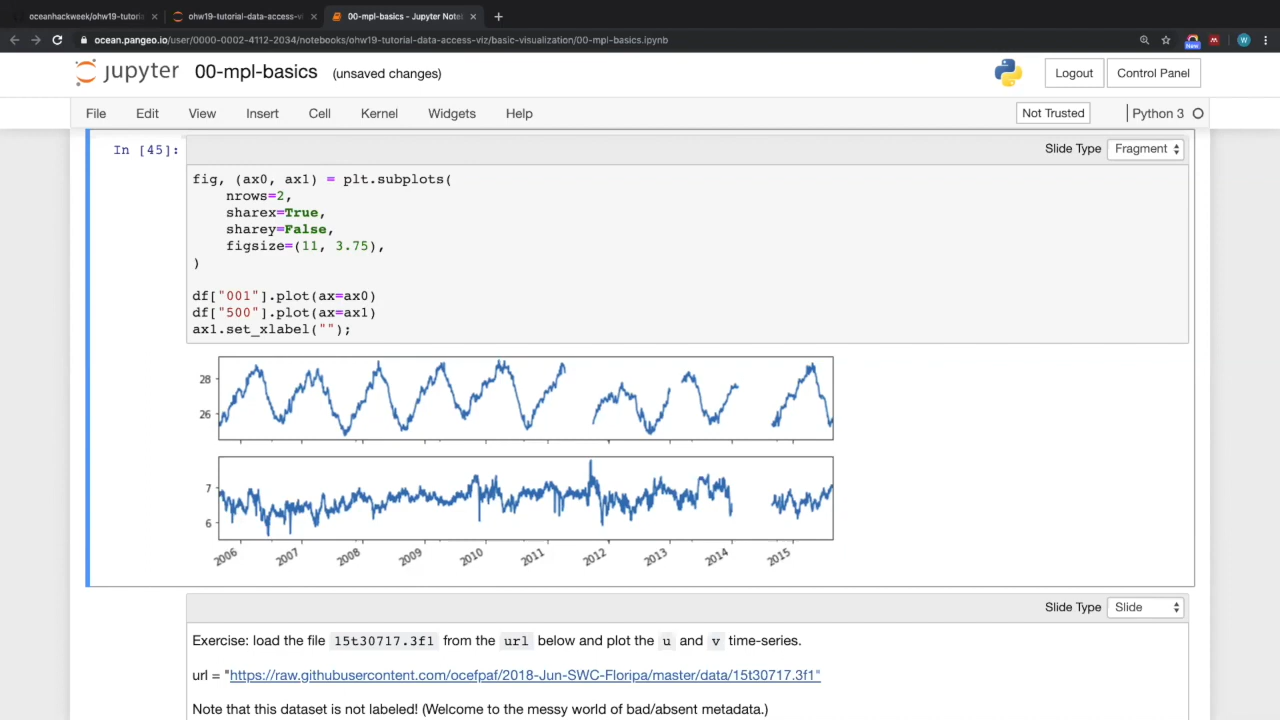 oceanhackweek/ohw19-tutoria
ohw19-tutorial-data-access-vi
00-mpl-basics - Jupyter Note
ocean.pangeo.io/user/0000-0002-4112-2034/notebooks/ohw19-tutorial-data-access-viz/basic-visualization/00-mpl-basics.ipynb
New
W
jupyter 00-mpl-basics (unsaved changes)
Logout Control Panel
File Edit View Insert Cell Kernel Widgets Help Not Trusted Python 3
Slide Type Fragment
In [45]:
fig, (ax0, ax1) = plt.subplots(
nrows=2,
sharex=True,
sharey=False,
figsize=(11, 3.75),
)
df["001"].plot(ax=ax0)
df["500"].plot(ax=ax1)
ax1.set_xlabel("");
28
26
7
6
2006 2007 2008 2009 2010 2011 2012 2013 2014 2015
Slide Type Slide
Exercise: load the file 15t30717.3f1 from the url below and plot the u and v time-series.
url = "https://raw.githubusercontent.com/ocefpaf/2018-Jun-SWC-Floripa/master/data/15t30717.3f1"
Note that this dataset is not labeled! (Welcome to the messy world of bad/absent metadata.)